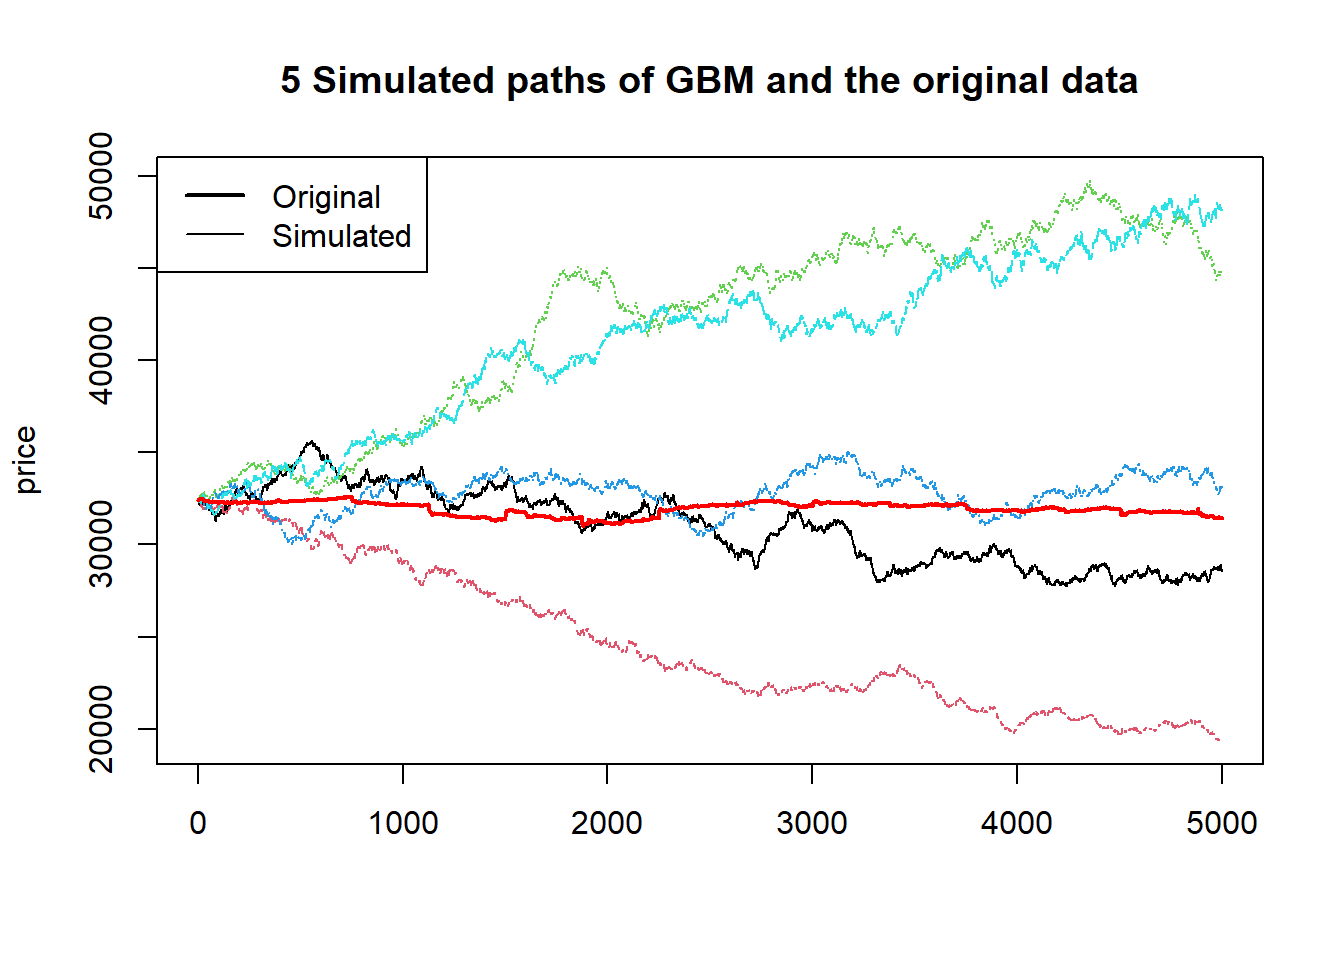 5 Simulated paths of GBM and the original data
Original
Simulated
price
50000
40000
30000
20000
0 1000 2000 3000 4000 5000